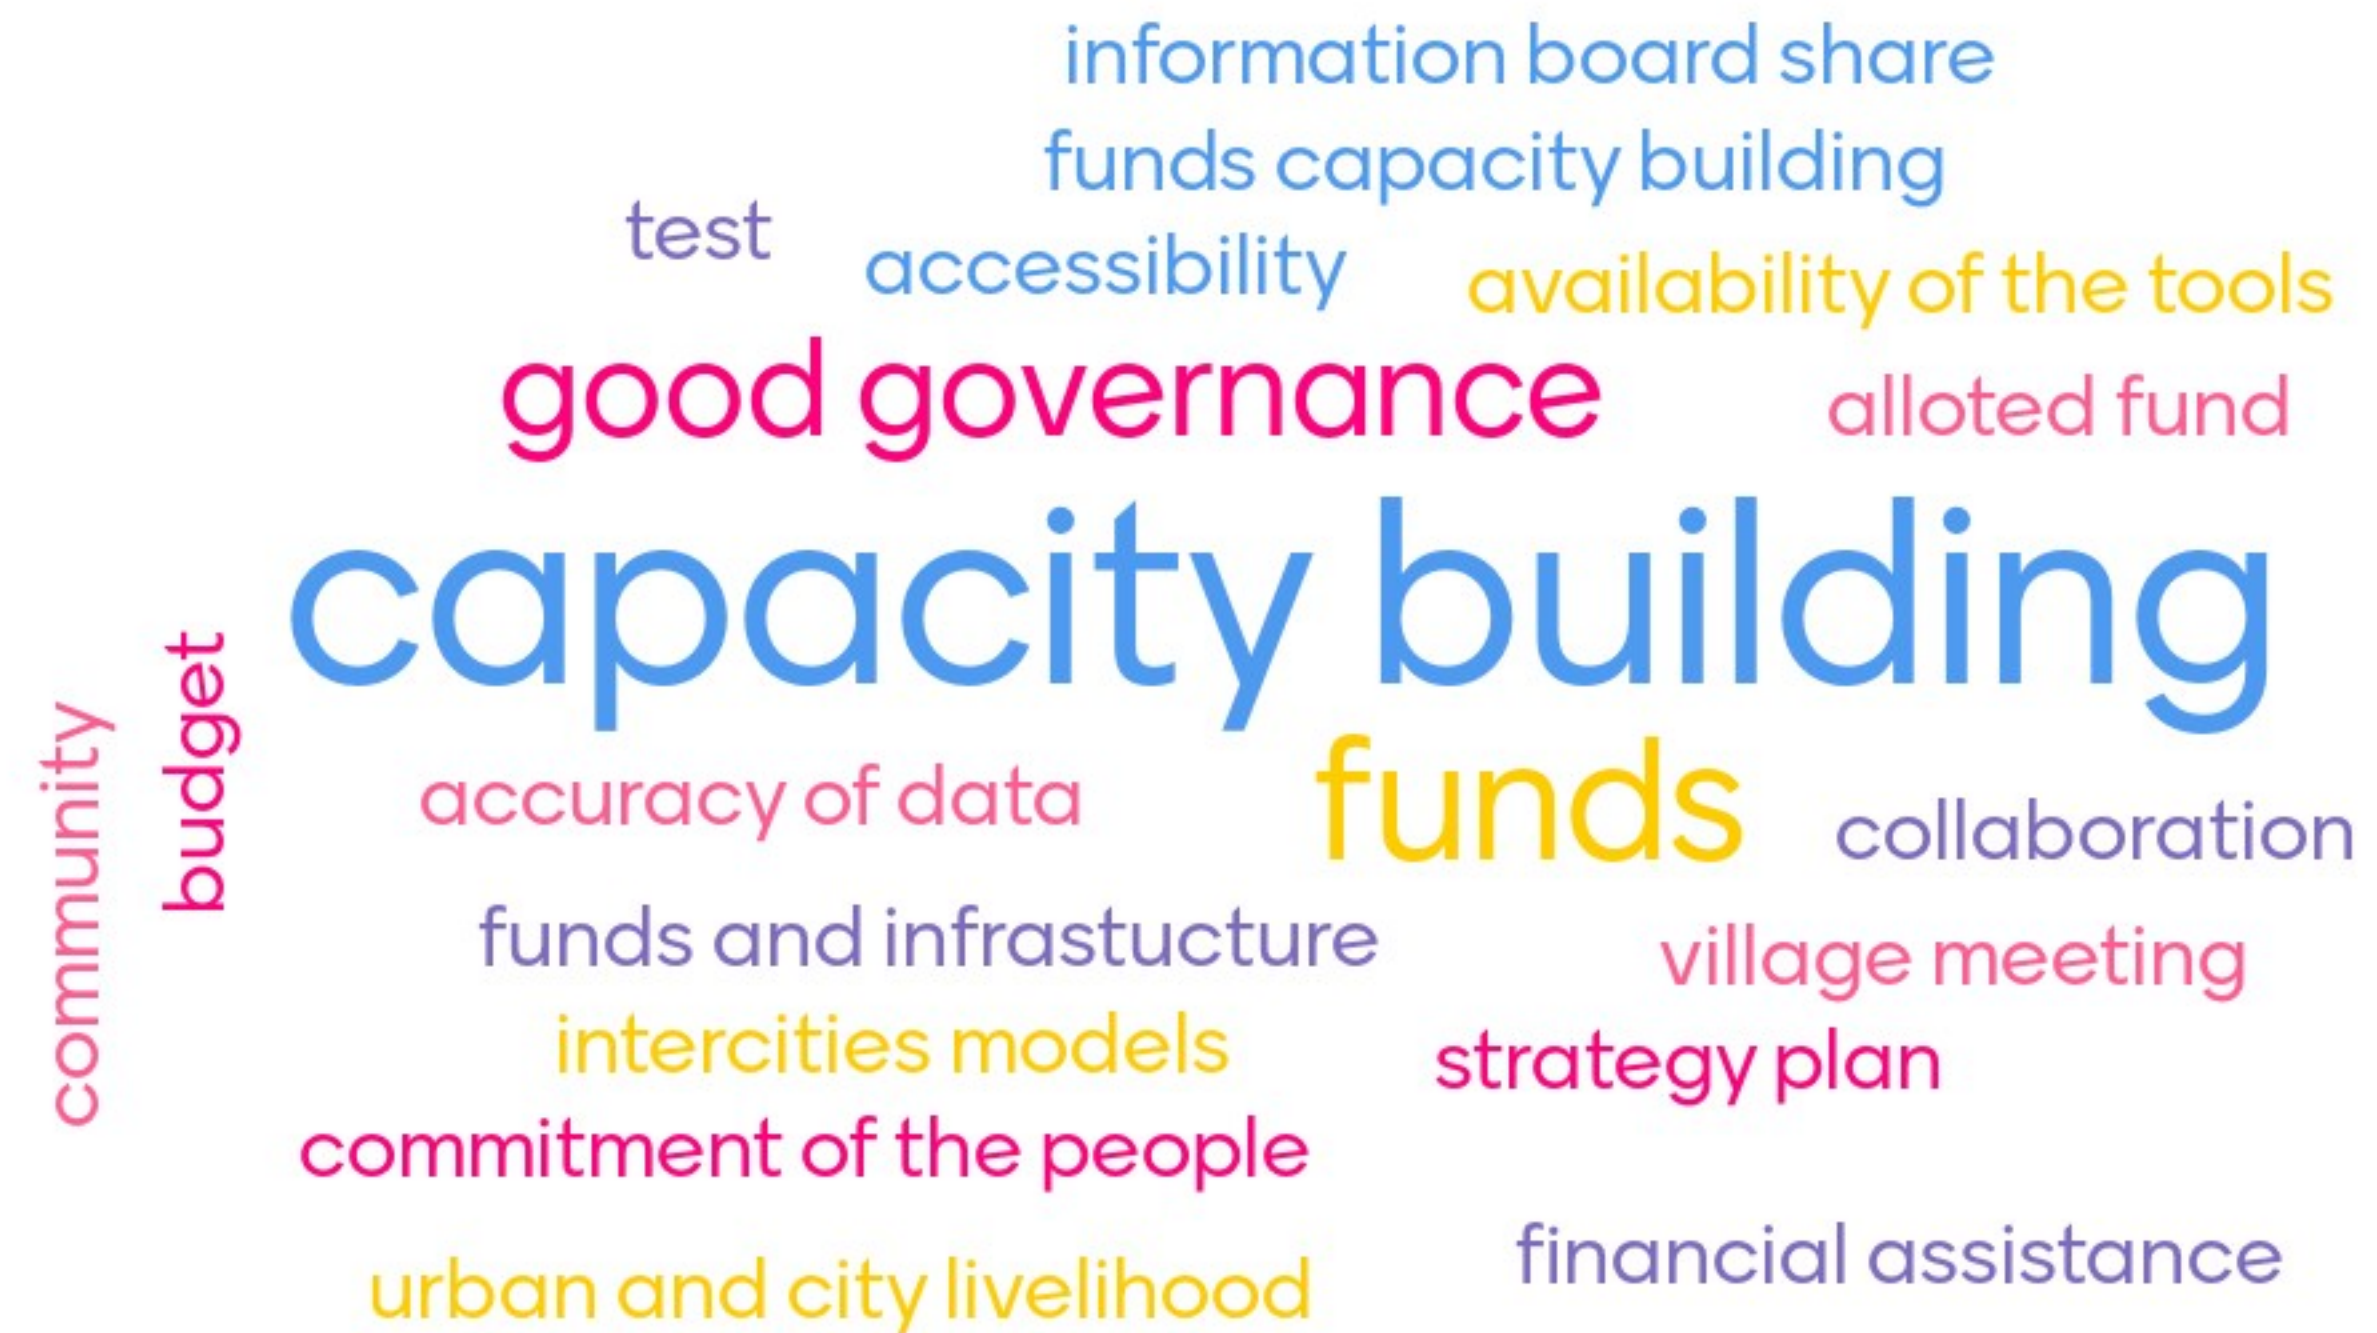 information board share
funds capacity building
test
accessibility
availability of the tools
good governance
alloted fund
capacity building
budget
community
accuracy of data
funds
collaboration
funds and infrastucture
village meeting
intercities models
strategy plan
commitment of the people
financial assistance
urban and city livelihood